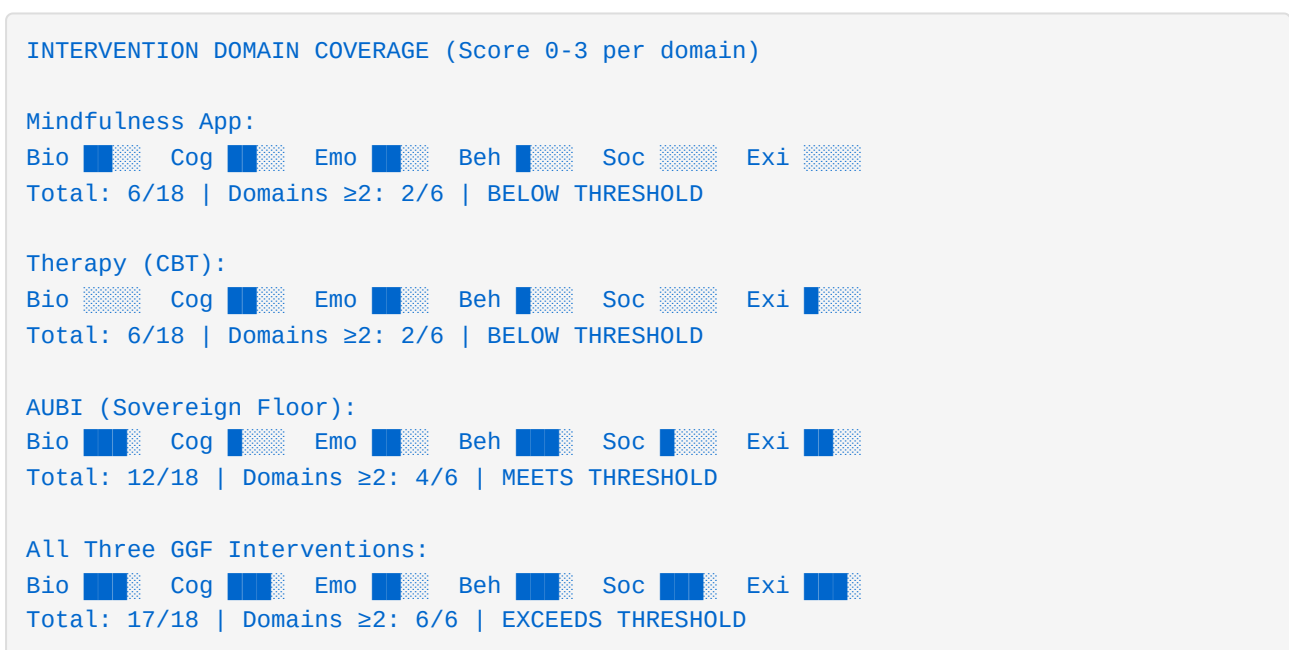 INTERVENTION DOMAIN COVERAGE (Score 0-3 per domain)
Mindfulness App:
Bio ██░░  Cog ██░░  Emo ██░░  Beh █░░░  Soc ░░░░  Exi ░░░░
Total: 6/18 | Domains ≥2: 2/6 | BELOW THRESHOLD
Therapy (CBT):
Bio ░░░░  Cog ██░░  Emo ██░░  Beh █░░░  Soc ░░░░  Exi █░░░
Total: 6/18 | Domains ≥2: 2/6 | BELOW THRESHOLD
AUBI (Sovereign Floor):
Bio ███░  Cog █░░░  Emo ██░░  Beh ███░  Soc █░░░  Exi ██░░
Total: 12/18 | Domains ≥2: 4/6 | MEETS THRESHOLD
All Three GGF Interventions:
Bio ███░  Cog ███░  Emo ██░░  Beh ███░  Soc ███░  Exi ███░
Total: 17/18 | Domains ≥2: 6/6 | EXCEEDS THRESHOLD